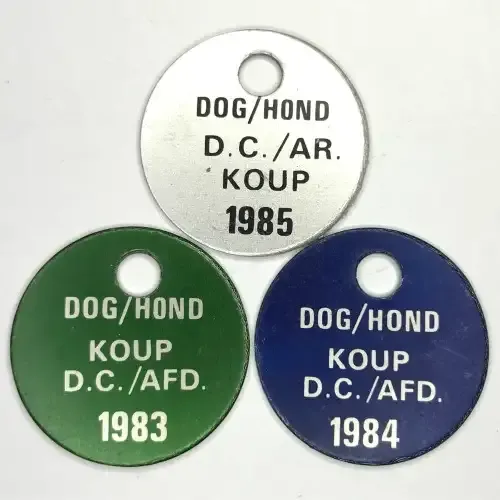 DOG/HOND
D.C./AR.
KOUP
1985
DOG/HOND
KOUP
D.C./AFD.
1983
DOG/HOND
KOUP
D.C./AFD.
1984